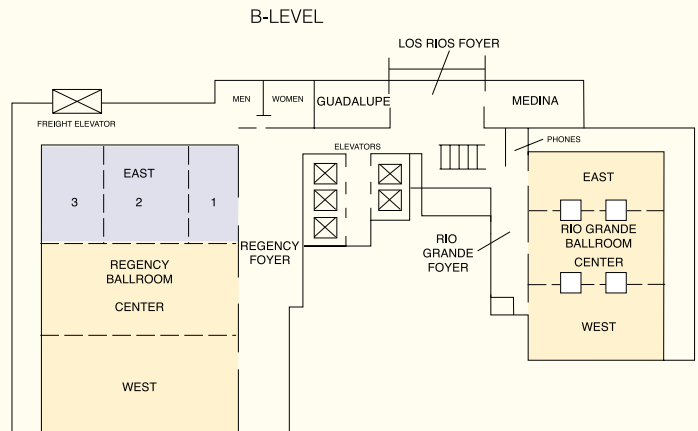 B-LEVEL
LOS RIOS FOYER
MEN
WOMEN
GUADALUPE
MEDINA
FREIGHT ELEVATOR
ELEVATORS
PHONES
EAST
3
2
1
EAST
REGENCY
FOYER
RIO
GRANDE
FOYER
RIO GRANDE
BALLROOM
CENTER
REGENCY
BALLROOM
CENTER
WEST
WEST